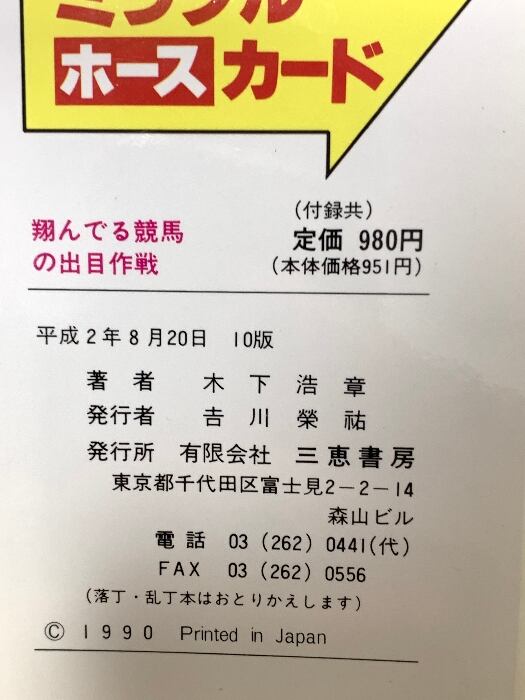 ホースカード
翔んでる競馬
の出目作戦
(付録共)
定価 980円
(本体価格951円)
平成2年8月20日 10版
著者 木下浩章
発行者 吉川榮祐
発行所 有限会社 三恵書房
東京都千代田区富士見2−2−14
森山ビル
電話 03(262)0441(代)
FAX 03(262)0556
(落丁・乱丁本はおとりかえします)
Ⓒ 1990 Printed in Japan